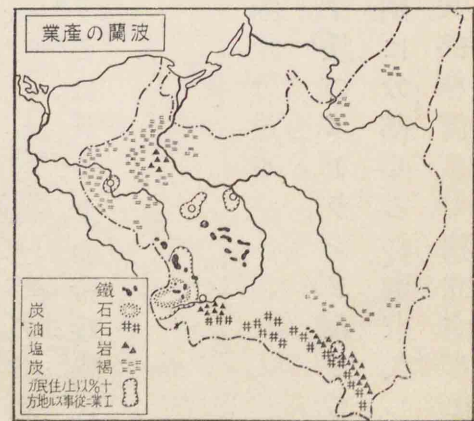 波蘭の產業
鐵
石炭
石油
岩塩
褐炭
十%以上ノ住民ガ
工業ニ從事スル地方